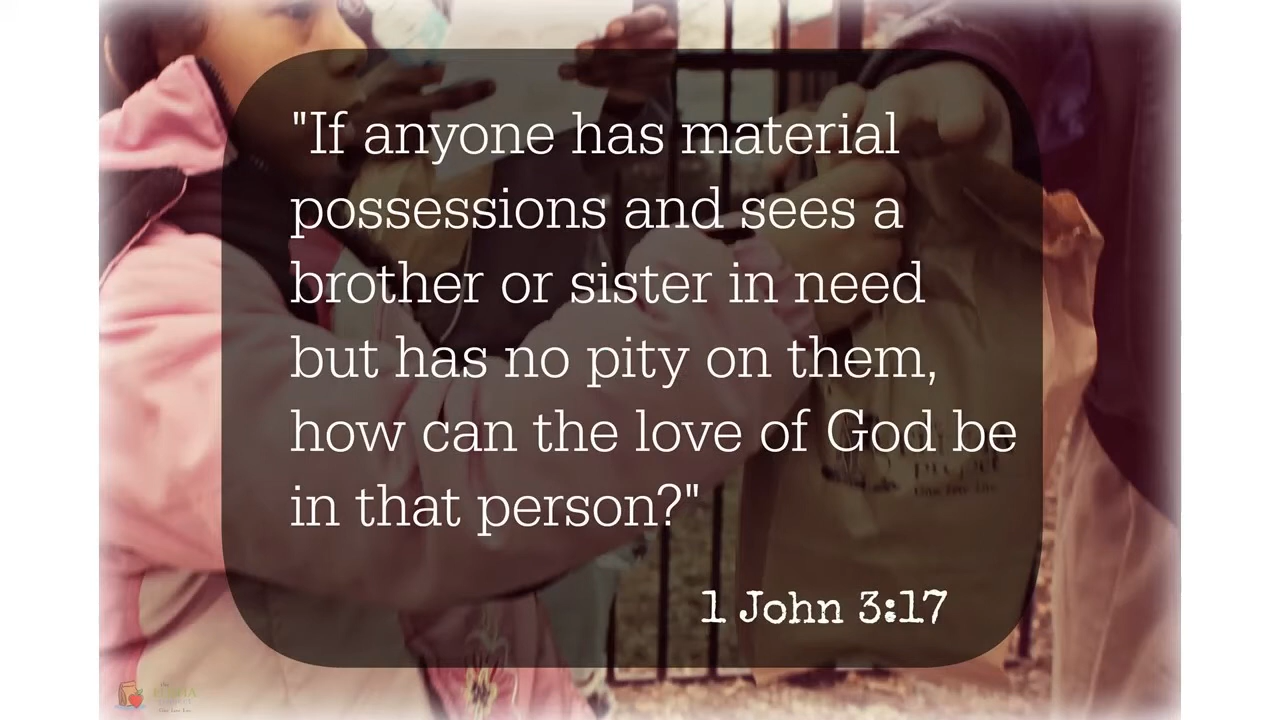 "If anyone has material
possessions and sees a
brother or sister in need
but has no pity on them,
how can the love of God be
in that person?"
1 John 3:17
the